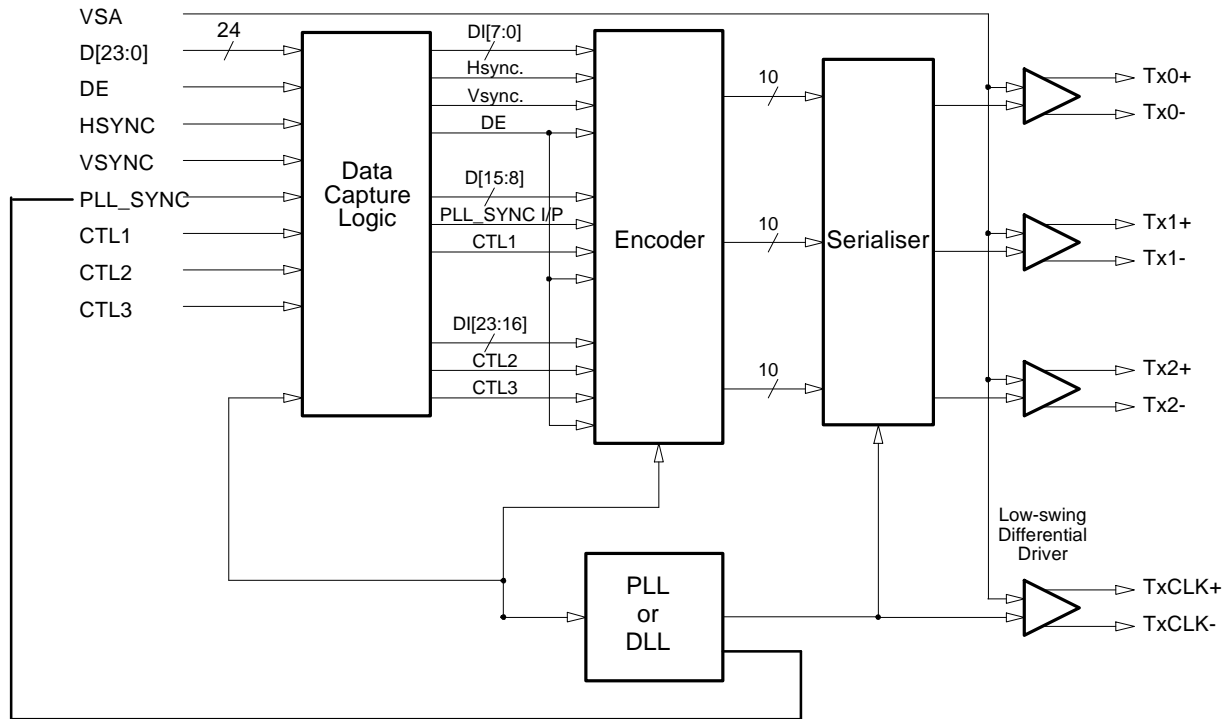 VSA
D[23:0]
24
DE
HSYNC
VSYNC
PLL_SYNC
CTL1
CTL2
CTL3
Data
Capture
Logic
DI[7:0]
Hsync.
Vsync.
DE
D[15:8]
PLL_SYNC I/P
CTL1
DI[23:16]
CTL2
CTL3
Encoder
10
10
10
Serialiser
Tx0+
Tx0-
Tx1+
Tx1-
Tx2+
Tx2-
Low-swing
Differential
Driver
TxCLK+
TxCLK-
PLL
or
DLL